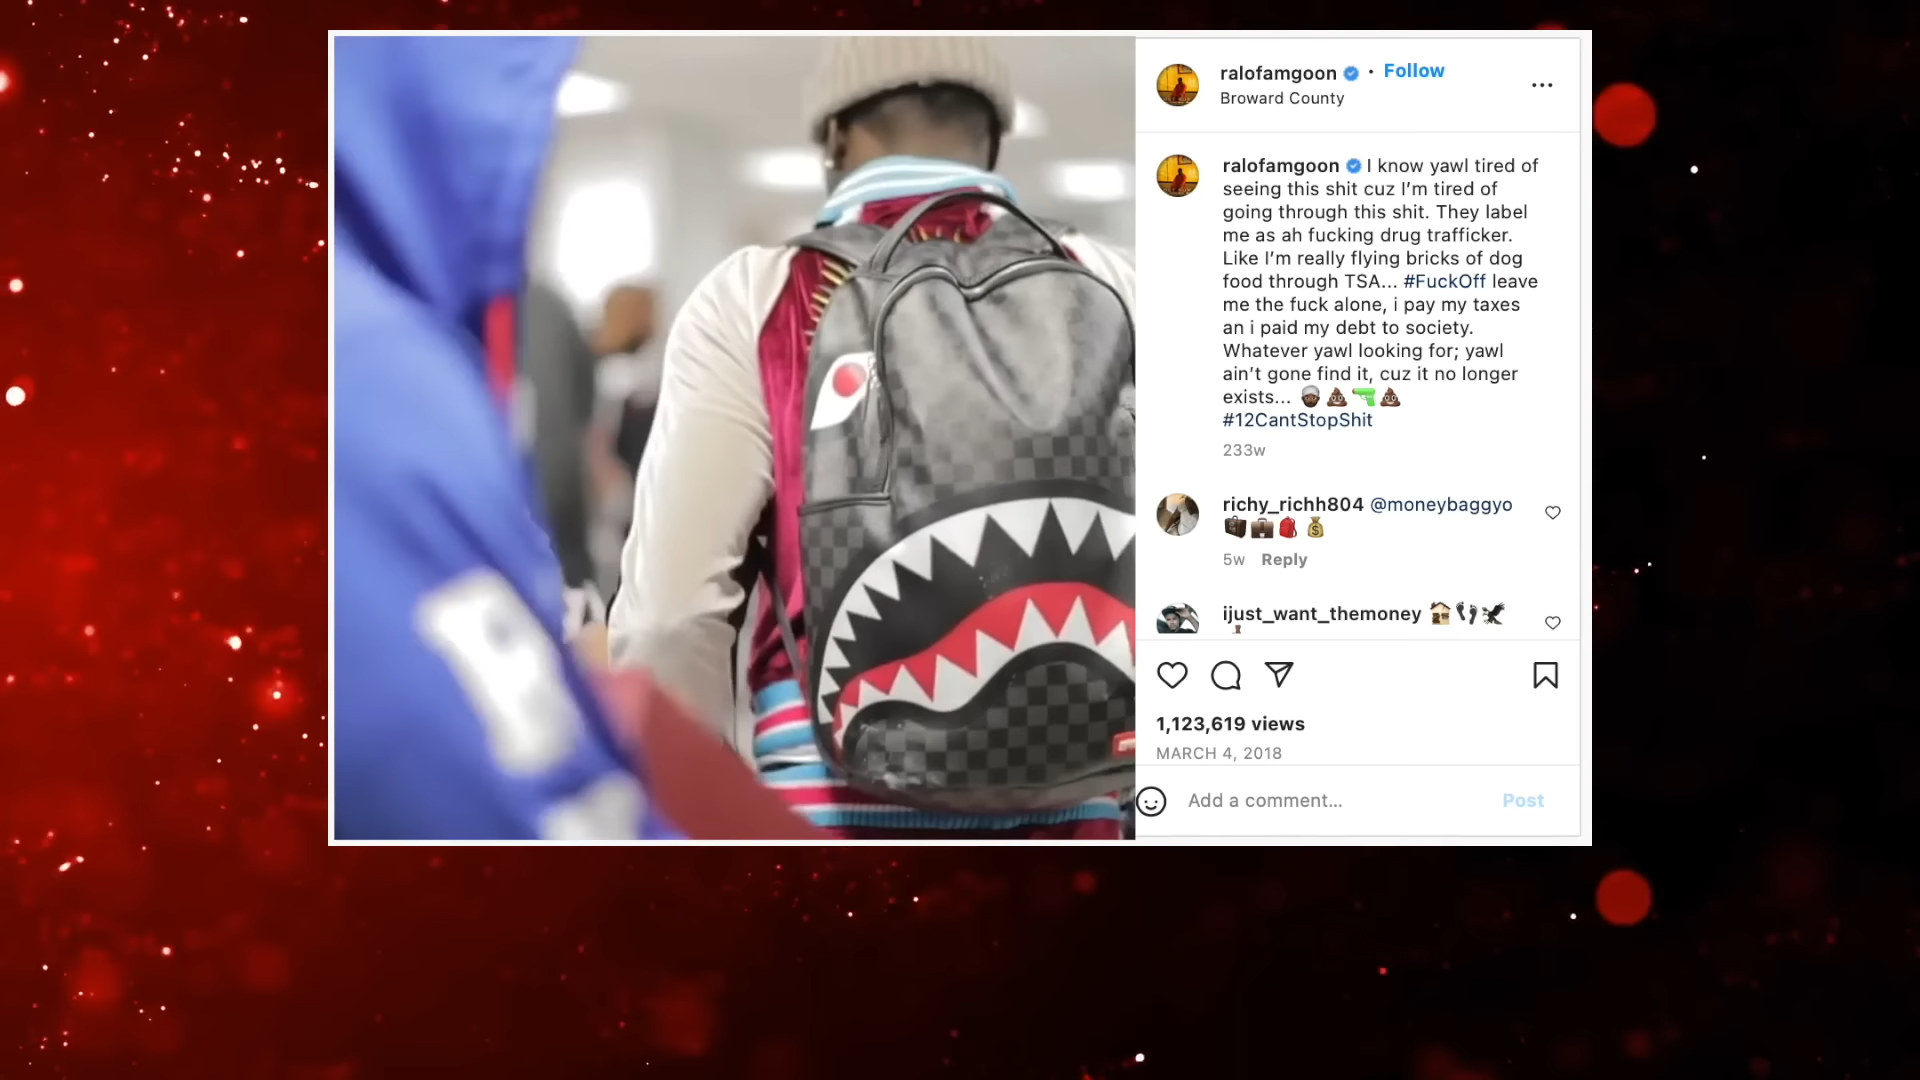 ralofamgoon • Follow
Broward County
ralofamgoon I know yawl tired of
seeing this shit cuz I’m tired of
going through this shit. They label
me as ah fucking drug trafficker.
Like I’m really flying bricks of dog
food through TSA... #FuckOff leave
me the fuck alone, i pay my taxes
an i paid my debt to society.
Whatever yawl looking for; yawl
ain’t gone find it, cuz it no longer
exists... 👳🏿💩🔫💩
#12CantStopShit
233w
richy_richh804 @moneybaggyo
🧳💼🎒💰
5w Reply
ijust_want_themoney 🏚👣🦅
1,123,619 views
MARCH 4, 2018
Add a comment...
Post